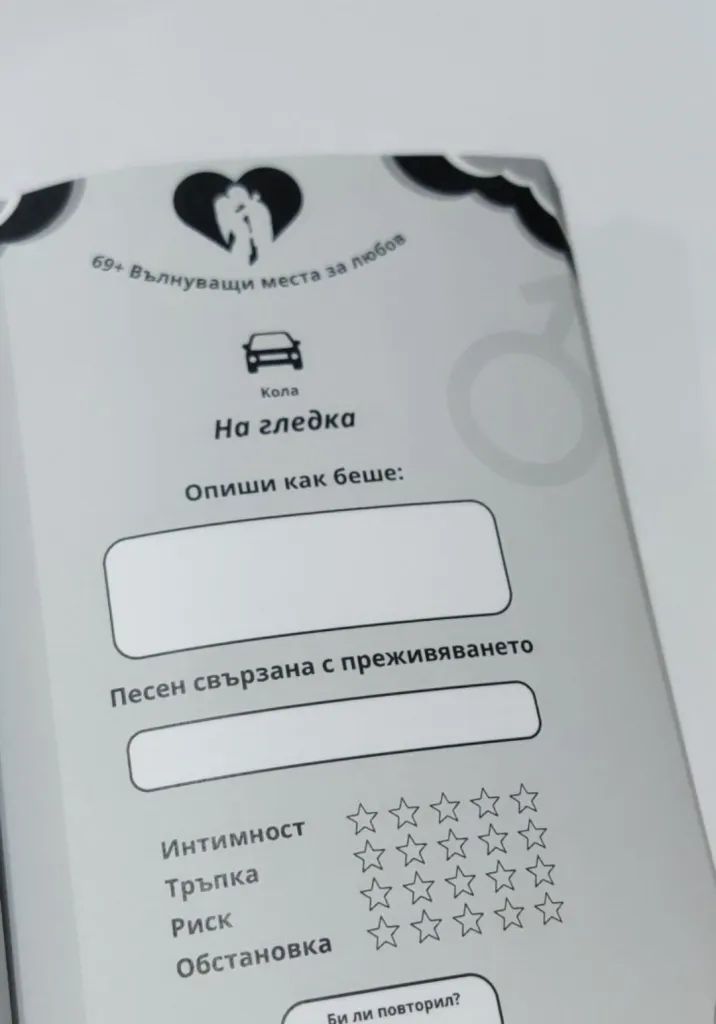 69+ Вълнуващи места за любов
Кола
На гледка
Опиши как беше:
Песен свързана с преживяването
Интимност
Тръпка
Риск
Обстановка
Би ли повторил?